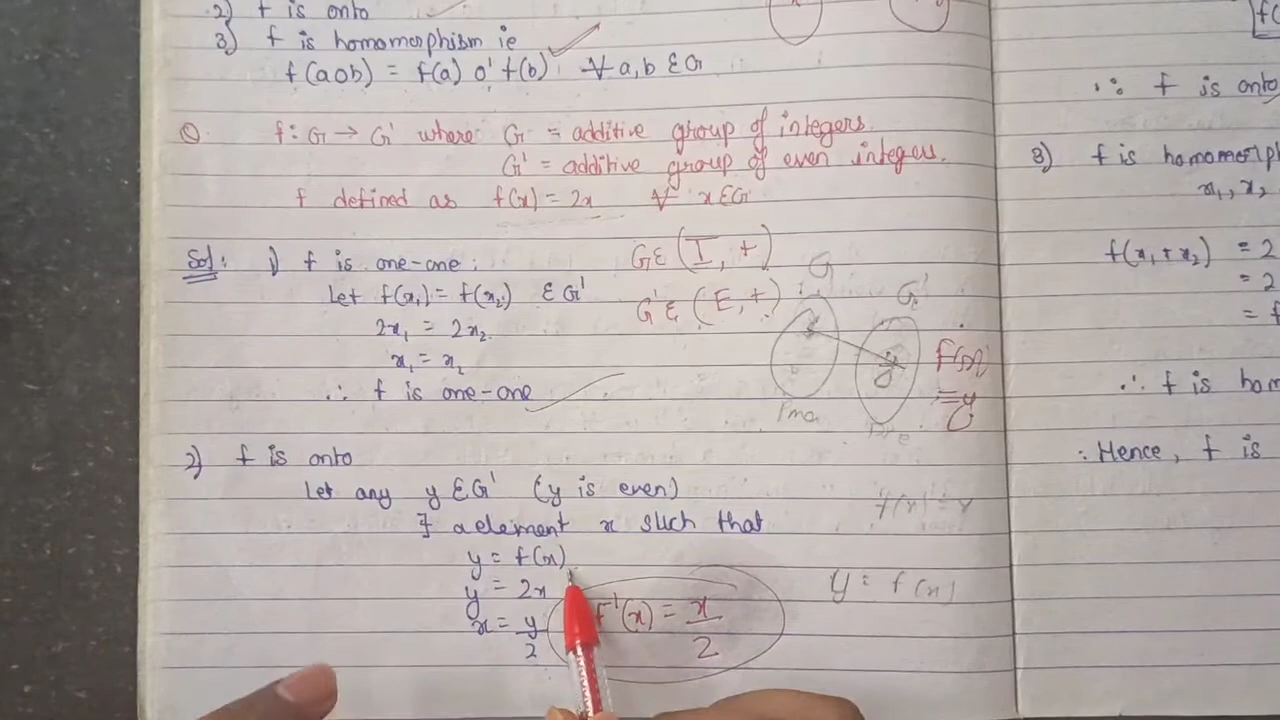 2) f is onto
3) f is homomorphism ie
f(aob) = f(a) o' f(b) ∀ a,b ∈ G
Q. f: G → G' where G = additive group of integers.
G' = additive group of even integers.
f defined as f(x) = 2x ∀ x ∈ G
Sol: 1) f is one-one:
Let f(x₁) = f(x₂) ∈ G'
2x₁ = 2x₂
x₁ = x₂
∴ f is one-one
G ∈ (I, +)
G' ∈ (E, +)
G
G'
y
f(x)
= y
2) f is onto
Let any y ∈ G' (y is even)
∃ a element x such that
y = f(x)
y = 2x
x = y/2
f⁻¹(x) = x/2
y = f(x)
∴ f is onto
3) f is
x₁, x₂
f(x₁ + x₂) = 2
= 2
=
∴ f is
∴ Hence, f is